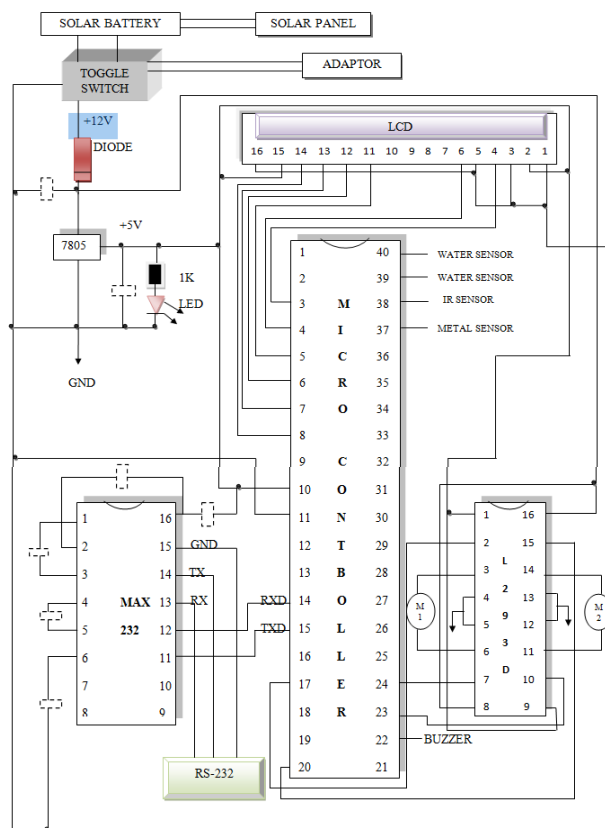 SOLAR BATTERY SOLAR PANEL
TOGGLE SWITCH ADAPTOR
+12V
DIODE
LCD
16 15 14 13 12 11 10 9 8 7 6 5 4 3 2 1
+5V
7805
1K
LED
GND
1 40 WATER SENSOR
2 39 WATER SENSOR
3 M 38 IR SENSOR
4 I 37 METAL SENSOR
5 C 36
6 R 35
7 O 34
8 33
9 C 32
10 O 31
11 N 30
12 T 29
13 B 28
14 O 27
15 L 26
16 L 25
17 E 24
18 R 23
19 22 BUZZER
20 21
1 16
2 15 GND
3 14 TX
4 MAX 13 RX
5 232 12 RXD
6 11 TXD
7 10
8 9
RS-232
1 16
2 L 15
3 2 14
4 9 13
5 3 12
6 D 11
7 10
8 9
M 1
M 2